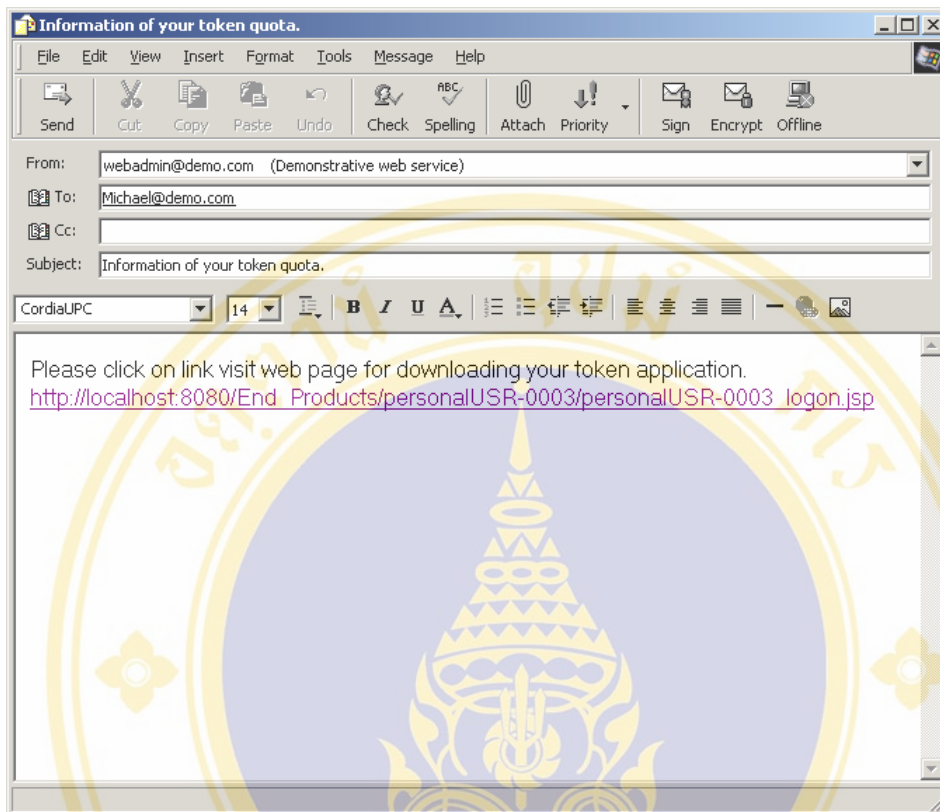 Information of your token quota.
File Edit View Insert Format Tools Message Help
ABC
Send Cut Copy Paste Undo Check Spelling Attach Priority Sign Encrypt Offline
From: webadmin@demo.com (Demonstrative web service)
To: Michael@demo.com
Cc:
Subject: Information of your token quota.
CordiaUPC 14 B I U A
Please click on link visit web page for downloading your token application.
http://localhost:8080/End_Products/personalUSR-0003/personalUSR-0003_logon.jsp